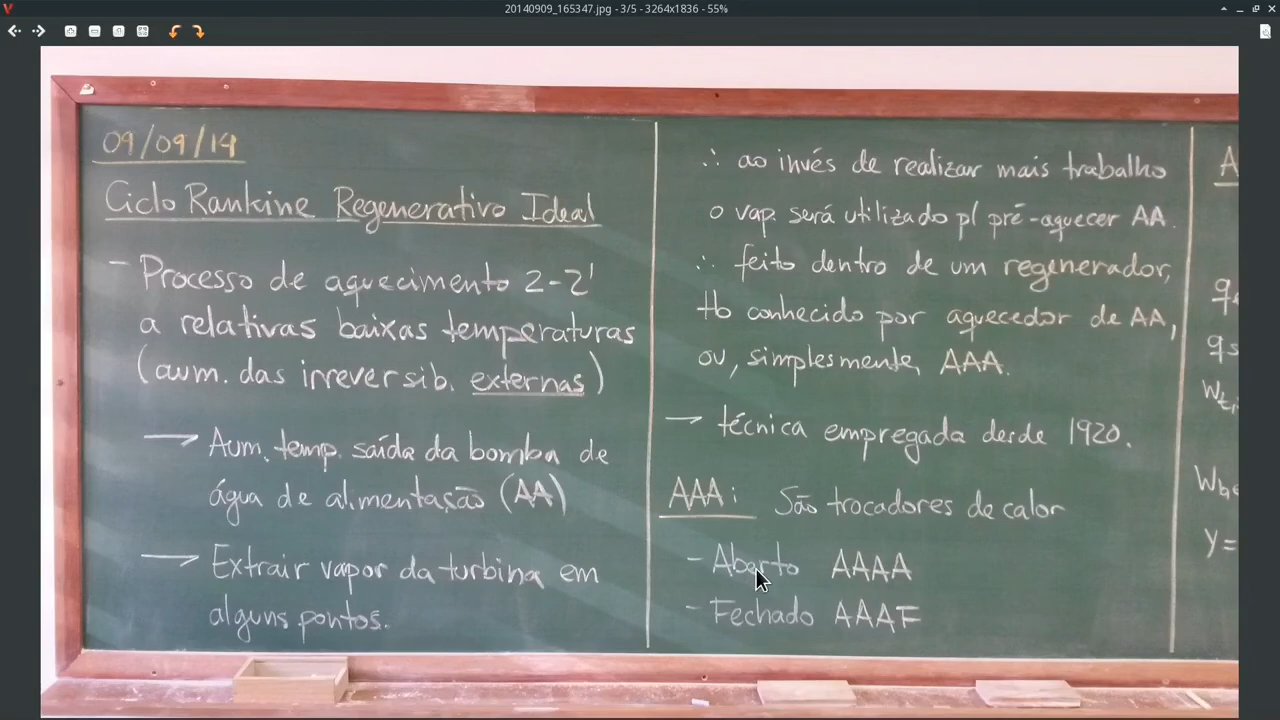 20140909_165347.jpg - 3/5 - 3264x1836 - 55%
09/09/14
Ciclo Rankine Regenerativo Ideal
- Processo de aquecimento 2-2'
a relativas baixas temperaturas
(aum. das irreversib. externas)
→ Aum. temp. saída da bomba de
água de alimentação (AA)
→ Extrair vapor da turbina em
alguns pontos.
∴ ao invés de realizar mais trabalho
o vap. será utilizado p/ pré-aquecer AA.
∴ feito dentro de um regenerador,
tb conhecido por aquecedor de AA,
ou, simplesmente, AAA.
→ técnica empregada desde 1920.
AAA: São trocadores de calor
- Aberto AAAA
- Fechado AAAF
A
y=